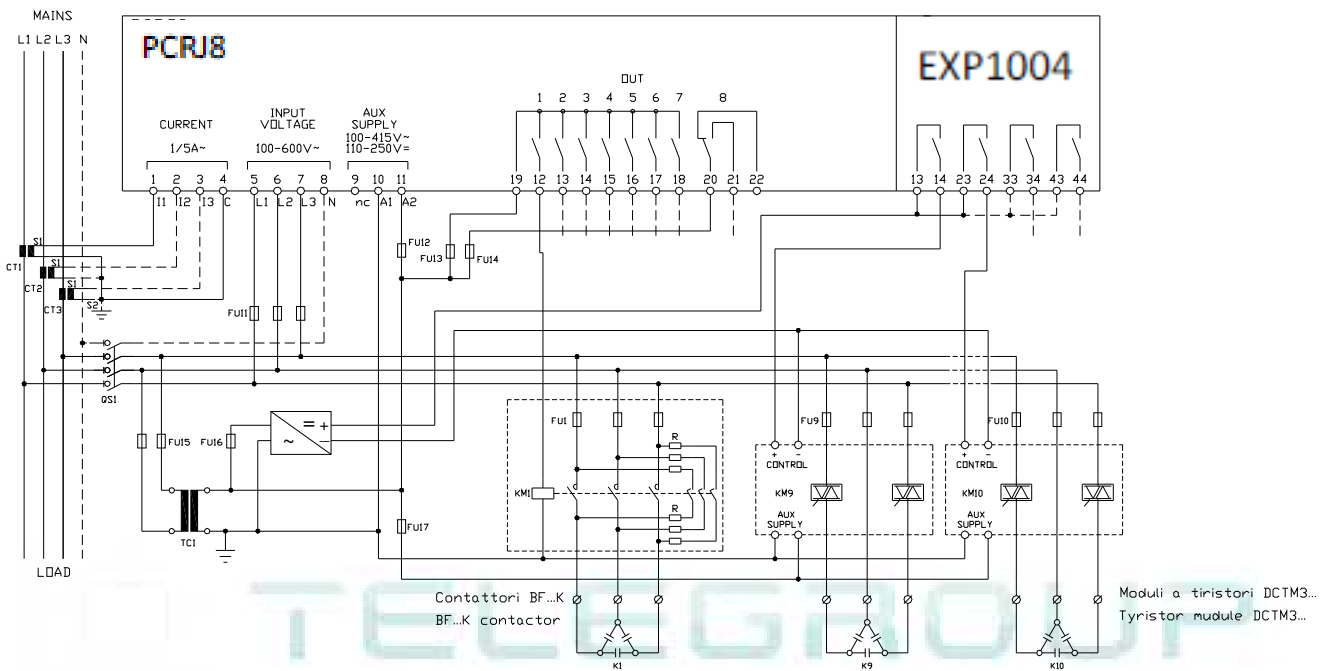 MAINS
L1 L2 L3 N
PCRJ8
EXP1004
OUT
1 2 3 4 5 6 7 8
CURRENT
1/5A~
INPUT
VOLTAGE
100-600V~
AUX
SUPPLY
100-415V~
110-250V=
1 2 3 4 5 6 7 8 9 10 11 19 12 13 14 15 16 17 18 20 21 22 13 14 23 24 33 34 43 44
I1 I2 I3 C L1 L2 L3 N nc A1 A2
S1
CT1
S1
CT2
S1
CT3
S2
FU12
FU13
FU14
FU11
QS1
FU15
FU16
= +
~ −
TC1
FU17
FU1
R
KM1
R
FU9
+ −
CONTROL
KM9
AUX
SUPPLY
FU10
+ −
CONTROL
KM10
AUX
SUPPLY
LOAD
TELEGROUP
Contattori BF...K
BF...K contactor
K1
K9
K10
Moduli a tiristori DCTM3...
Tyristor mudule DCTM3...